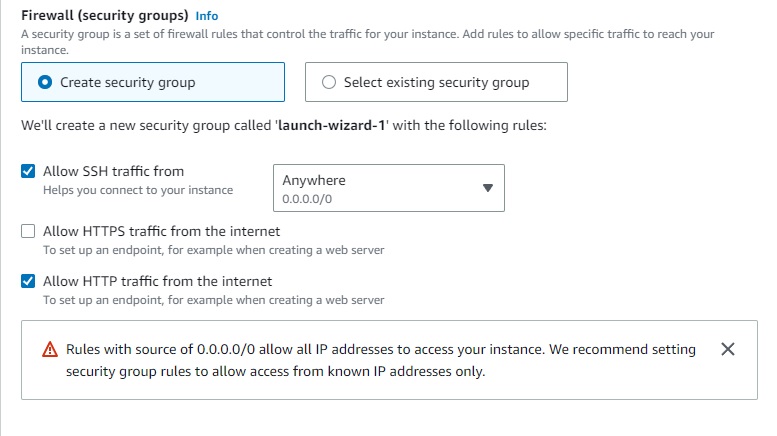 Firewall (security groups) Info
A security group is a set of firewall rules that control the traffic for your instance. Add rules to allow specific traffic to reach your
instance.
Create security group
Select existing security group
We'll create a new security group called 'launch-wizard-1' with the following rules:
Allow SSH traffic from
Helps you connect to your instance
Anywhere
0.0.0.0/0
Allow HTTPS traffic from the internet
To set up an endpoint, for example when creating a web server
Allow HTTP traffic from the internet
To set up an endpoint, for example when creating a web server
Rules with source of 0.0.0.0/0 allow all IP addresses to access your instance. We recommend setting
security group rules to allow access from known IP addresses only.